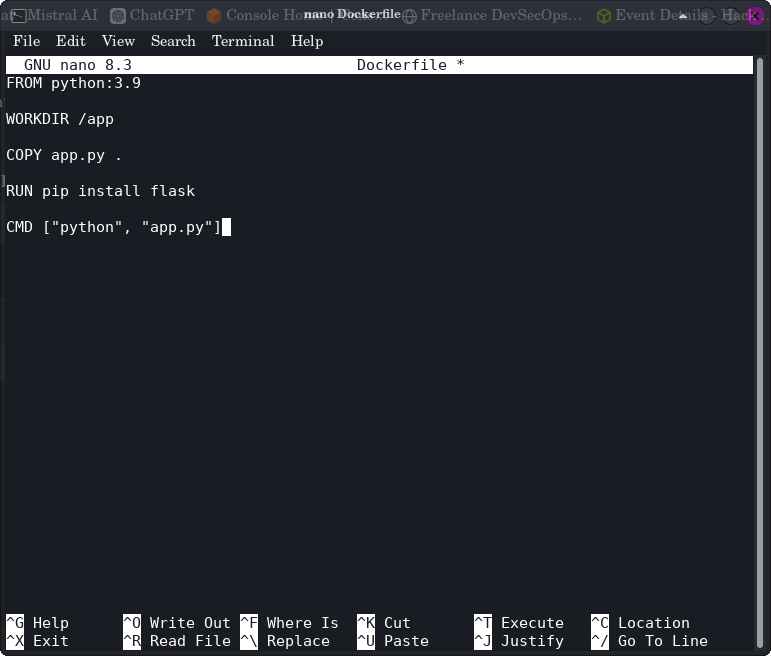 Mistral AI ChatGPT Console Ho nano Dockerfile Freelance DevSecOps... Event Details - Hack
File Edit View Search Terminal Help
GNU nano 8.3 Dockerfile *
FROM python:3.9
WORKDIR /app
COPY app.py .
RUN pip install flask
CMD ["python", "app.py"]
^G Help ^O Write Out ^F Where Is ^K Cut ^T Execute ^C Location
^X Exit ^R Read File ^\ Replace ^U Paste ^J Justify ^/ Go To Line